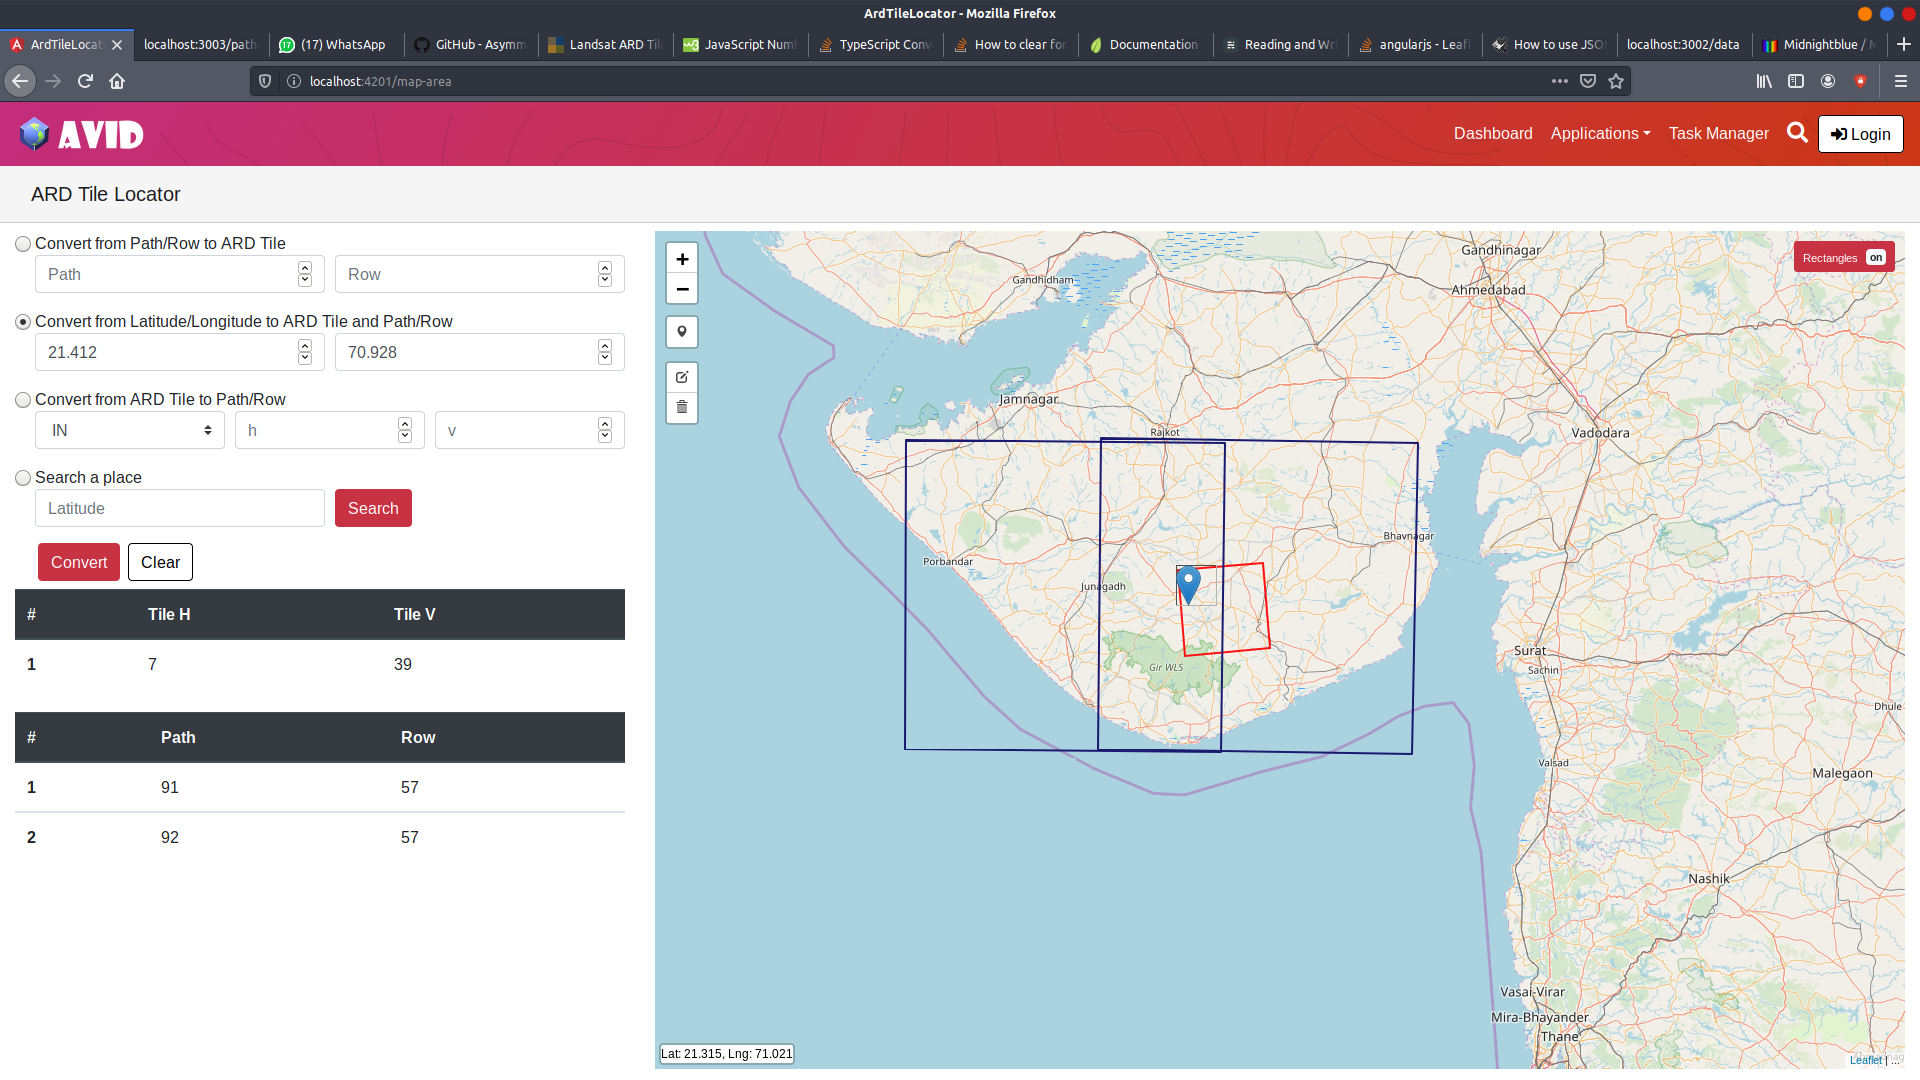 ArdTileLocator - Mozilla Firefox
ArdTileLocat
localhost:3003/path
(17) WhatsApp
GitHub - Asymm
Landsat ARD Til
JavaScript Num
TypeScript Conv
How to clear for
Documentation
Reading and Wri
angularjs - Leafl
How to use JSO
localhost:3002/data
Midnightblue /
localhost:4201/map-area
AVID
Dashboard
Applications
Task Manager
Login
ARD Tile Locator
Convert from Path/Row to ARD Tile
Path
Row
Convert from Latitude/Longitude to ARD Tile and Path/Row
21.412
70.928
Convert from ARD Tile to Path/Row
IN
h
v
Search a place
Latitude
Search
Convert
Clear
# Tile H Tile V
1 7 39
# Path Row
1 91 57
2 92 57
+
−
Rectangles on
Gandhinagar
Gandhidham
Ahmedabad
Jamnagar
Rajkot
Vadodara
Bhavnagar
Porbandar
Junagadh
Surat
Gir WLS
Sachin
Dhule
Valsad
Malegaon
Nashik
Vasai-Virar
Mira-Bhayander
Thane
Lat: 21.315, Lng: 71.021
Leaflet | ...